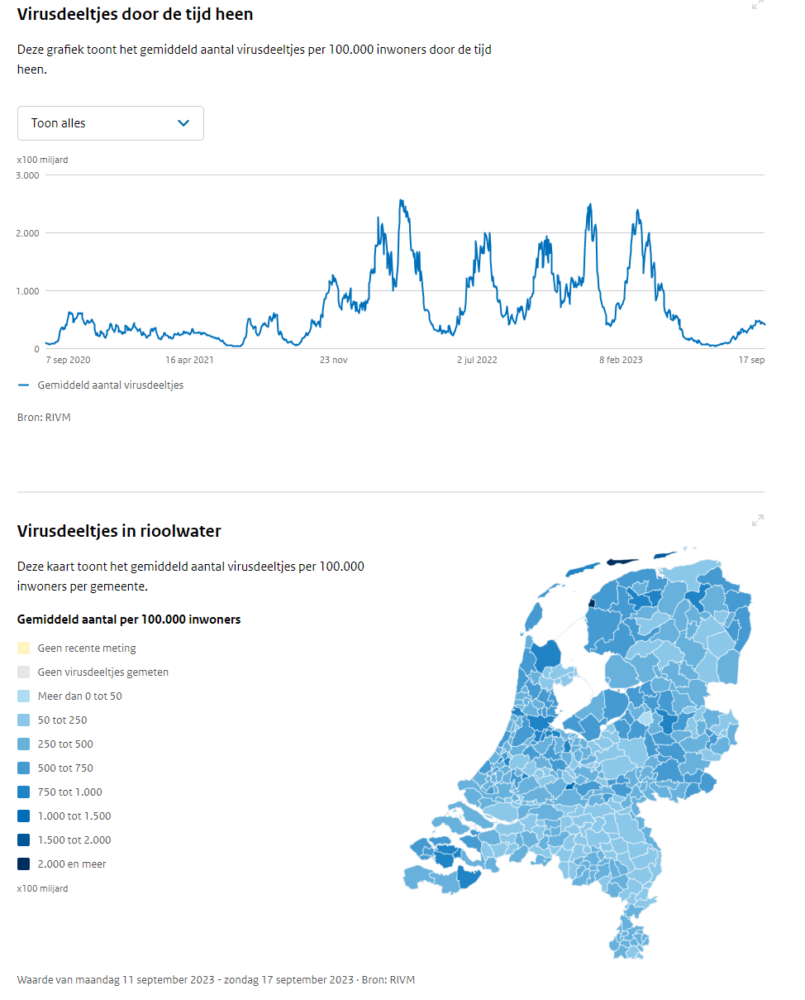 Virusdeeltjes door de tijd heen
Deze grafiek toont het gemiddeld aantal virusdeeltjes per 100.000 inwoners door de tijd
heen.
Toon alles
x100 miljard
3.000
2.000
1.000
0
7 sep 2020
16 apr 2021
23 nov
2 jul 2022
8 feb 2023
17 sep
Gemiddeld aantal virusdeeltjes
Bron: RIVM
Virusdeeltjes in rioolwater
Deze kaart toont het gemiddeld aantal virusdeeltjes per 100.000
inwoners per gemeente.
Gemiddeld aantal per 100.000 inwoners
Geen recente meting
Geen virusdeeltjes gemeten
Meer dan 0 tot 50
50 tot 250
250 tot 500
500 tot 750
750 tot 1.000
1.000 tot 1.500
1.500 tot 2.000
2.000 en meer
x100 miljard
Waarde van maandag 11 september 2023 - zondag 17 september 2023 · Bron: RIVM